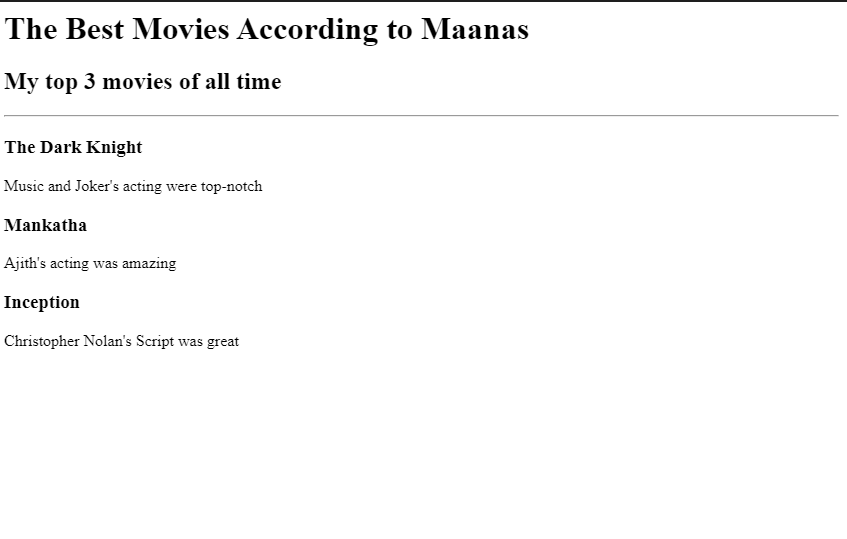 The Best Movies According to Maanas
My top 3 movies of all time
The Dark Knight
Music and Joker's acting were top-notch
Mankatha
Ajith's acting was amazing
Inception
Christopher Nolan's Script was great